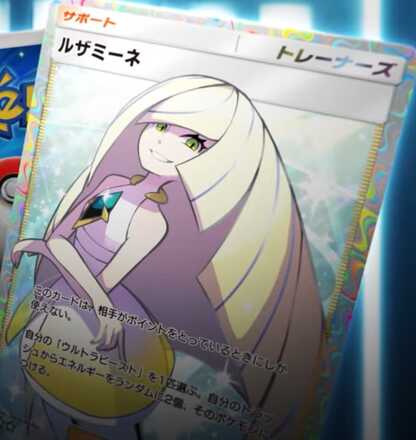 サポート
ルザミーネ
トレーナーズ
このカードは、相手がポイントをとっているときにしか
使えない。
自分の「ウルトラビースト」を1匹選ぶ。自分のトラッ
シュからエネルギーをランダムに2個、そのポケモンに
つける。